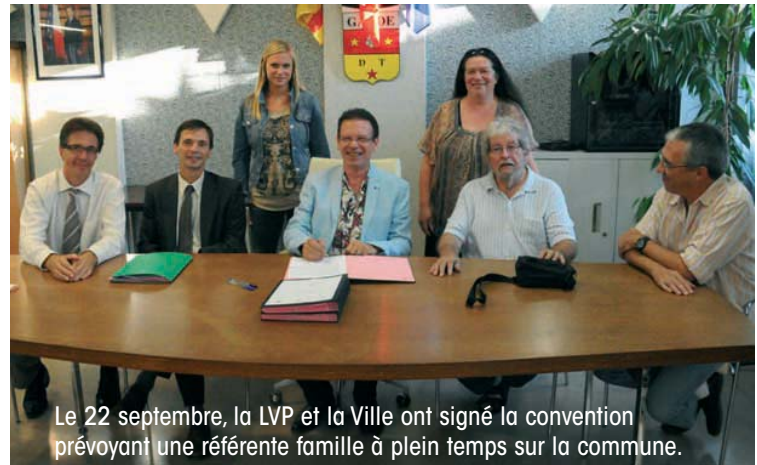 GARDE
D T
Le 22 septembre, la LVP et la Ville ont signé la convention
prévoyant une référente famille à plein temps sur la commune.